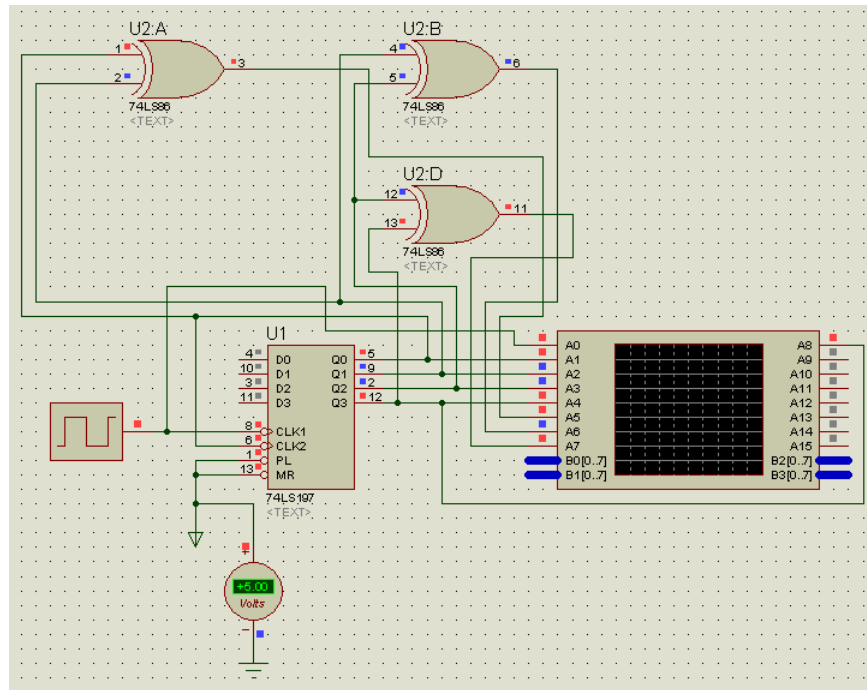 U2:A
1
2
3
74LS86
<TEXT>
U2:B
4
5
6
74LS86
<TEXT>
U2:D
12
13
11
74LS86
<TEXT>
U1
4 D0 Q0 5
10 D1 Q1 9
3 D2 Q2 2
11 D3 Q3 12
8 CLK1
6 CLK2
1 PL
13 MR
74LS197
<TEXT>
A0 A8
A1 A9
A2 A10
A3 A11
A4 A12
A5 A13
A6 A14
A7 A15
B0[0..7] B2[0..7]
B1[0..7] B3[0..7]
+
+5.00
Volts
−